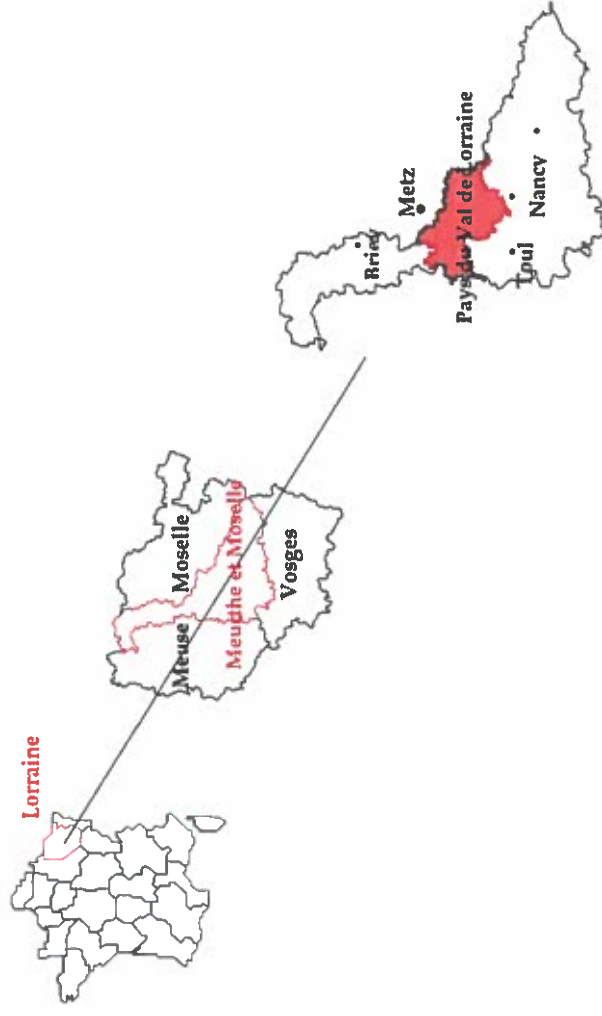 Lorraine
Moselle
Meuse
Meurthe et Moselle
Vosges
Metz
Briey
Pays du Val de Lorraine
Toul
Nancy